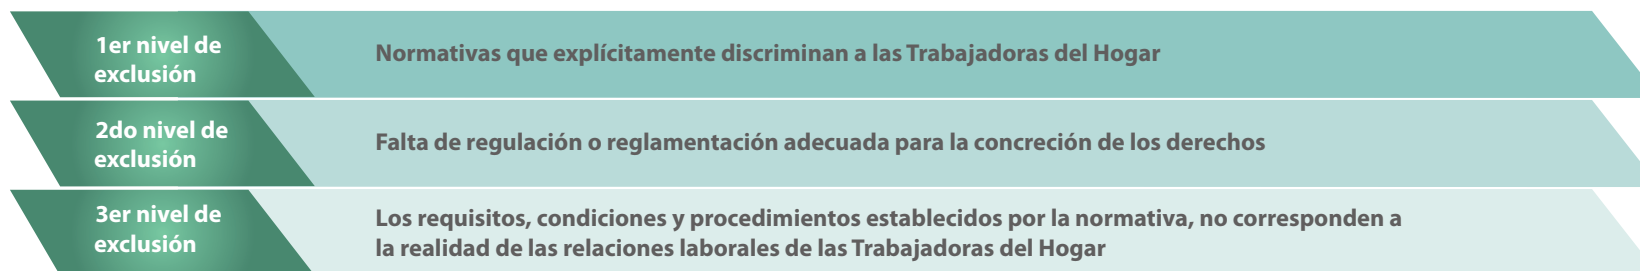 1er nivel de
exclusión
Normativas que explícitamente discriminan a las Trabajadoras del Hogar
2do nivel de
exclusión
Falta de regulación o reglamentación adecuada para la concreción de los derechos
3er nivel de
exclusión
Los requisitos, condiciones y procedimientos establecidos por la normativa, no corresponden a
la realidad de las relaciones laborales de las Trabajadoras del Hogar